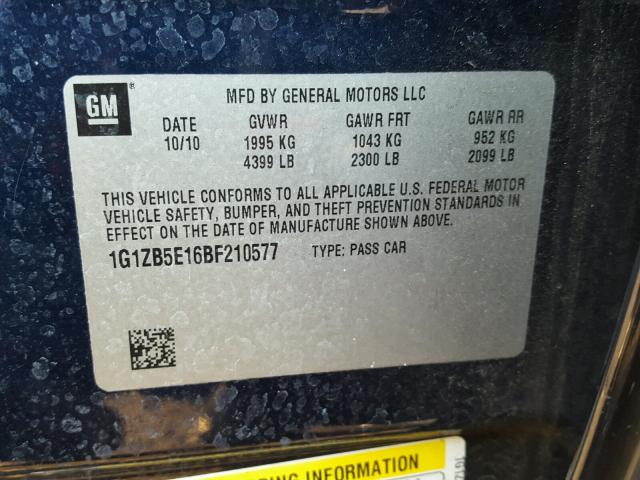 GM
®
MFD BY GENERAL MOTORS LLC
DATE GVWR GAWR FRT GAWR RR
10/10 1995 KG 1043 KG 952 KG
4399 LB 2300 LB 2099 LB
THIS VEHICLE CONFORMS TO ALL APPLICABLE U.S. FEDERAL MOTOR
VEHICLE SAFETY, BUMPER, AND THEFT PREVENTION STANDARDS IN
EFFECT ON THE DATE OF MANUFACTURE SHOWN ABOVE.
1G1ZB5E16BF210577 TYPE: PASS CAR
INFORMATION